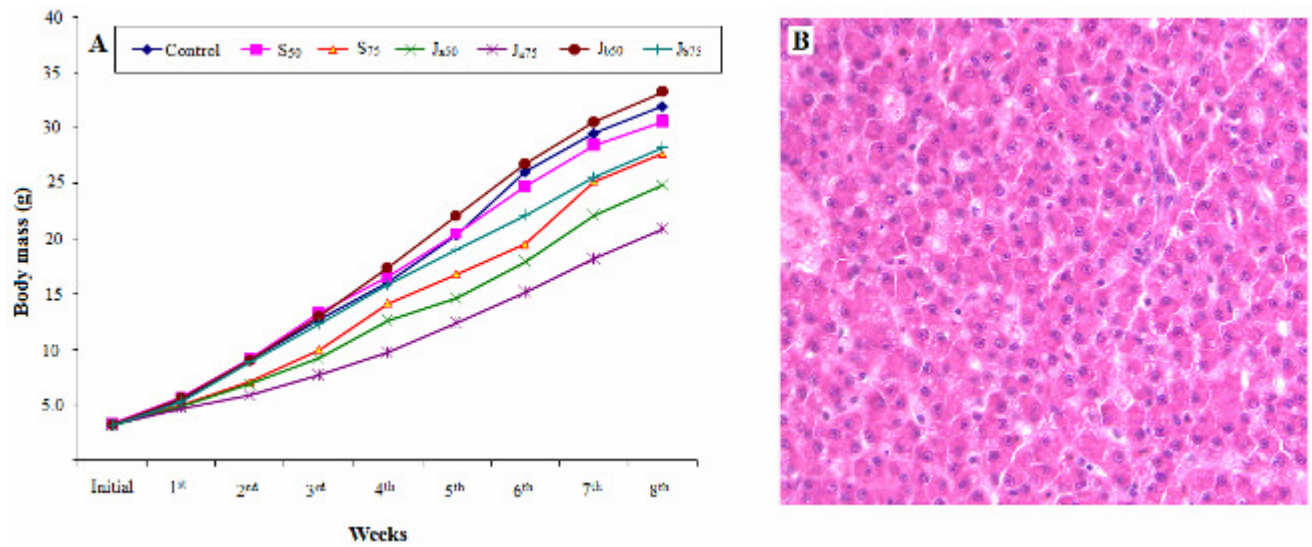 A
B
Control S50 S75 Ja50 Ja75 Jb50 Jb75
Body mass (g)
40
35
30
25
20
15
10
5.0
Initial 1st 2nd 3rd 4th 5th 6th 7th 8th
Weeks